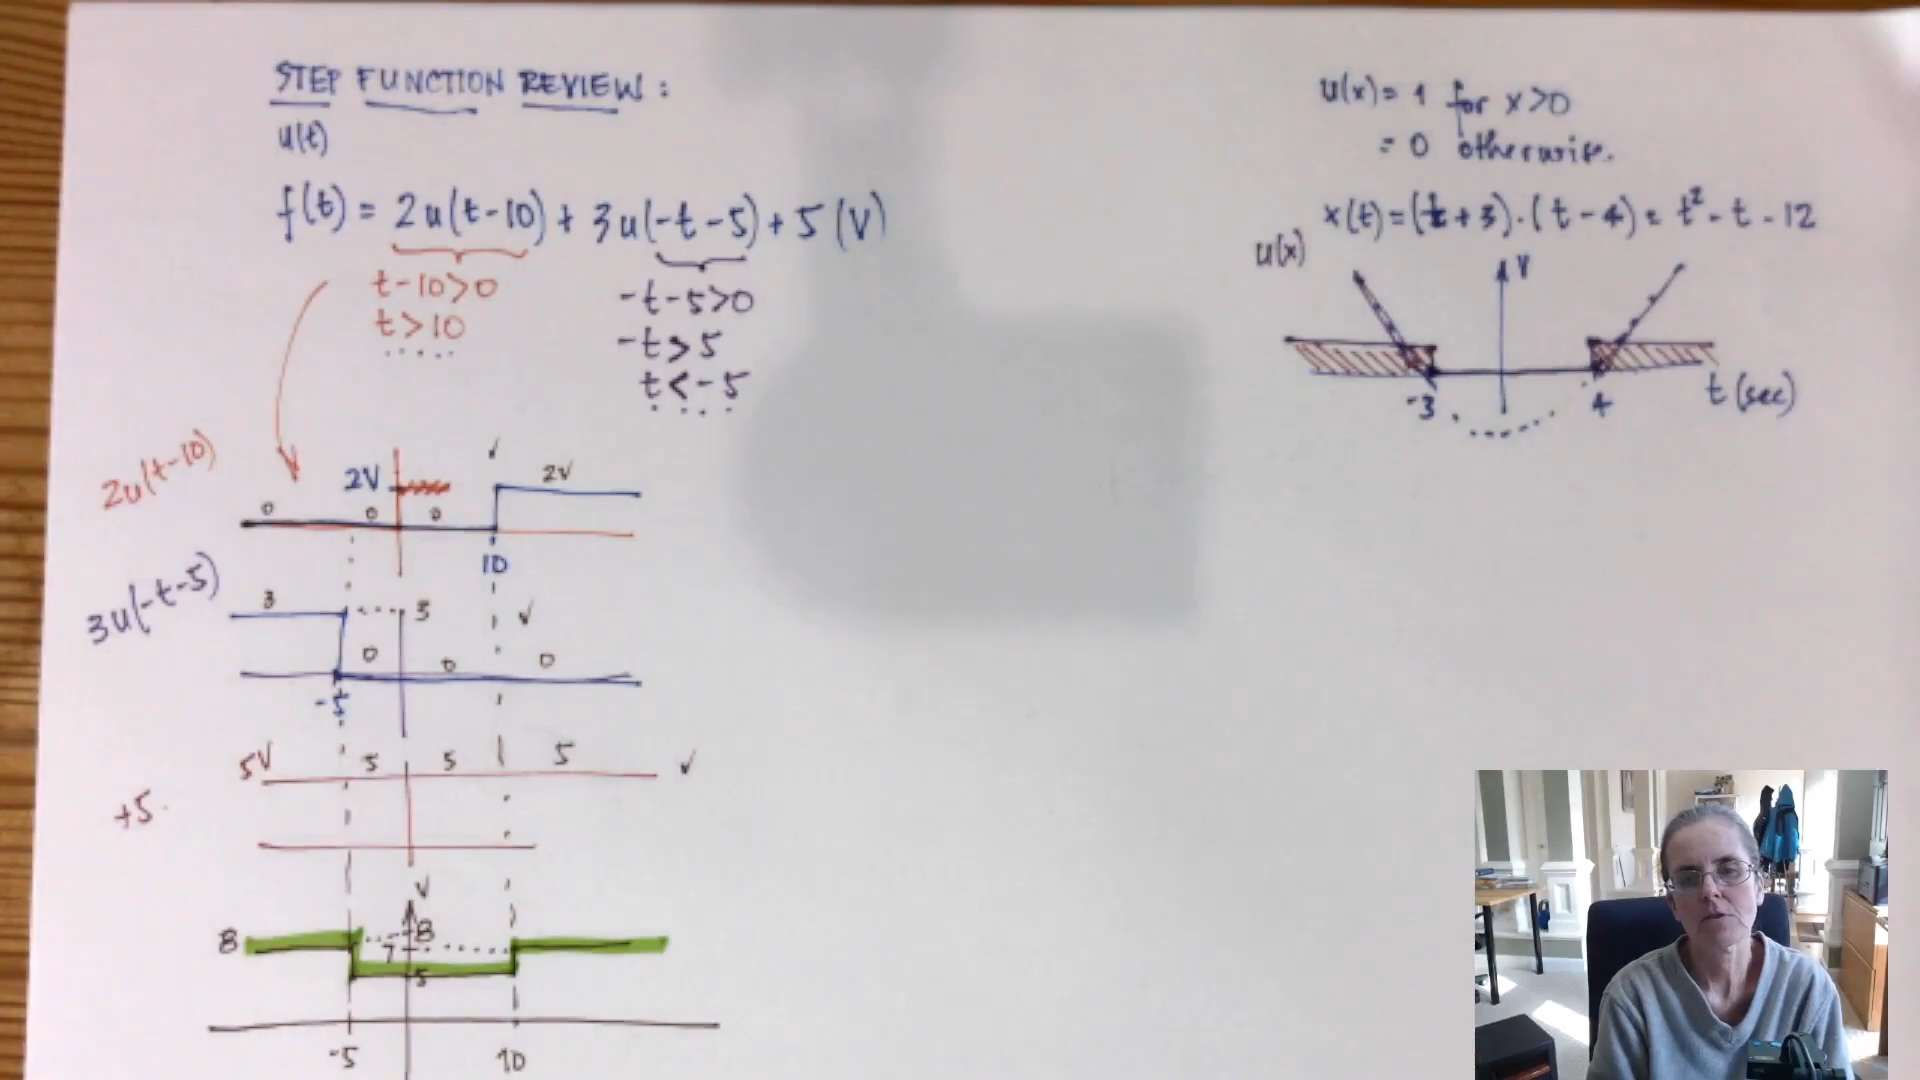 STEP FUNCTION REVIEW:
u(t)
f(t) = 2u(t-10) + 3u(-t-5) + 5 (V)
t-10>0
t>10
-t-5>0
-t>5
t<-5
2u(t-10)
2V
2V
0
0
0
10
3u(-t-5)
3
3
0
0
0
-5
5V
5
5
5
+5
V
8
8
7
5
-5
10
u(x) = 1 for x>0
= 0 otherwise.
x(t) = (t+3)·(t-4) = t² - t - 12
u(x)
V
-3
4
t (sec)